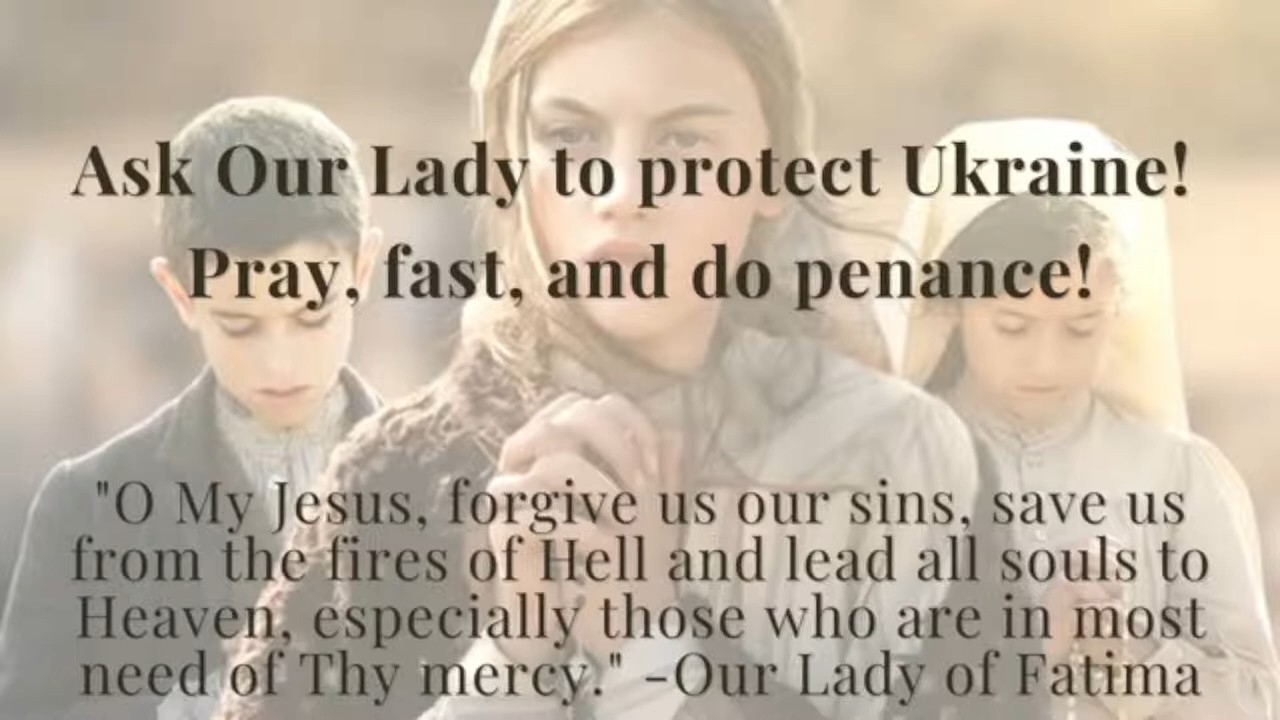 Ask Our Lady to protect Ukraine!
Pray, fast, and do penance!
"O My Jesus, forgive us our sins, save us
from the fires of Hell and lead all souls to
Heaven, especially those who are in most
need of Thy mercy." -Our Lady of Fatima